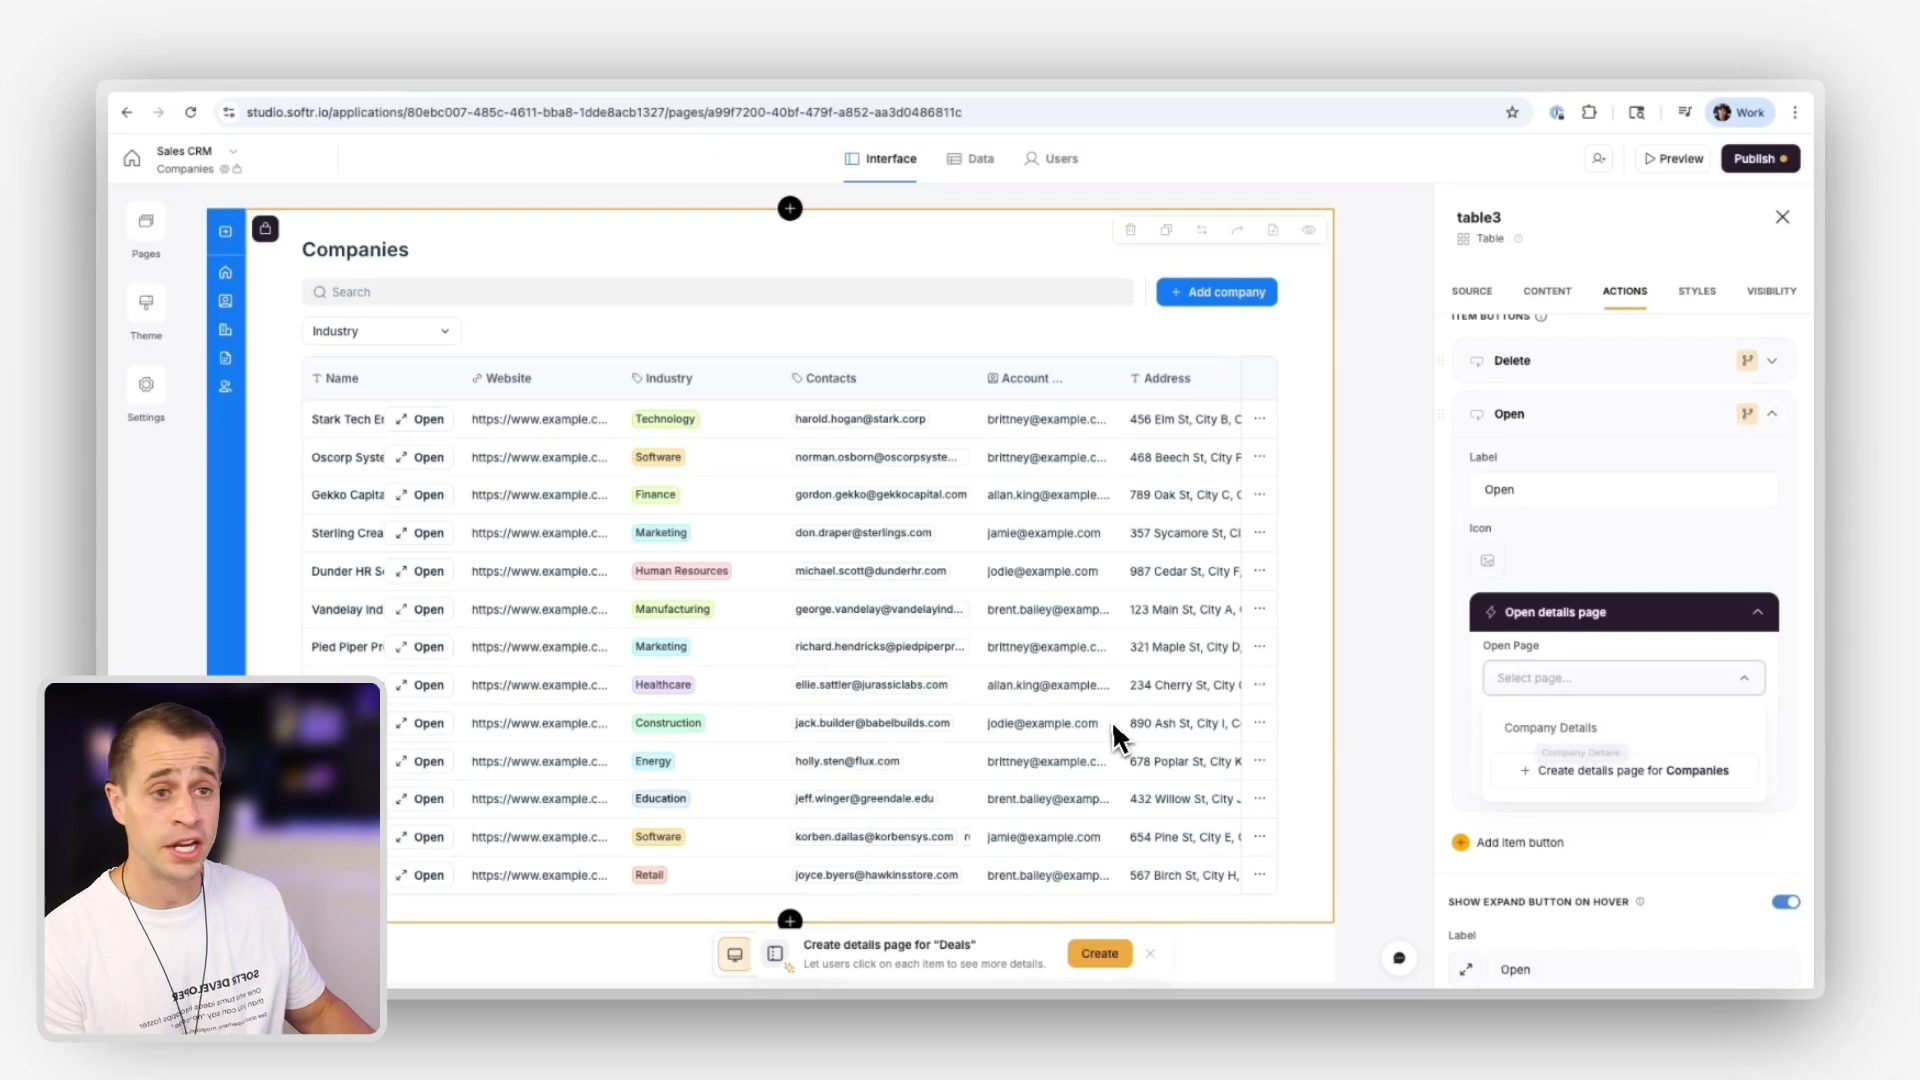 studio.softr.io/applications/80ebc007-485c-4611-bba8-1dde8acb1327/pages/a99f7200-40bf-479f-a852-aa3d0486811c
Work
Sales CRM
Companies
Interface
Data
Users
Preview
Publish
Pages
Theme
Settings
Companies
Search
Add company
Industry
Name Website Industry Contacts Account ... Address
Stark Tech Er Open https://www.example.c... Technology harold.hogan@stark.corp brittney@example.c... 456 Elm St, City B, C
Oscorp Syste Open https://www.example.c... Software norman.osborn@oscorpsyste... brittney@example.c... 468 Beech St, City F
Gekko Capita Open https://www.example.c... Finance gordon.gekko@gekkocapital.com allan.king@example.... 789 Oak St, City C, C
Sterling Crea Open https://www.example.c... Marketing don.draper@sterlings.com jamie@example.com 357 Sycamore St, Ci
Dunder HR S Open https://www.example.c... Human Resources michael.scott@dunderhr.com jodie@example.com 987 Cedar St, City F,
Vandelay Ind Open https://www.example.c... Manufacturing george.vandelay@vandelayind... brent.bailey@examp... 123 Main St, City A,
Pied Piper Pr Open https://www.example.c... Marketing richard.hendricks@piedpiperpr... brittney@example.c... 321 Maple St, City D,
Open https://www.example.c... Healthcare ellie.sattler@jurassiclabs.com allan.king@example.... 234 Cherry St, City
Open https://www.example.c... Construction jack.builder@babelbuilds.com jodie@example.com 890 Ash St, City I, C
Open https://www.example.c... Energy holly.sten@flux.com brittney@example.c... 678 Poplar St, City K
Open https://www.example.c... Education jeff.winger@greendale.edu brent.bailey@examp... 432 Willow St, City
Open https://www.example.c... Software korben.dallas@korbensys.com jamie@example.com 654 Pine St, City E,
Open https://www.example.c... Retail joyce.byers@hawkinsstore.com brent.bailey@examp... 567 Birch St, City H,
Create details page for "Deals"
Let users click on each item to see more details.
Create
table3
Table
SOURCE CONTENT ACTIONS STYLES VISIBILITY
ITEM BUTTONS
Delete
Open
Label
Open
Icon
Open details page
Open Page
Select page...
Company Details
Company Details
+ Create details page for Companies
Add item button
SHOW EXPAND BUTTON ON HOVER
Label
Open
SOFTR DEVELOPER